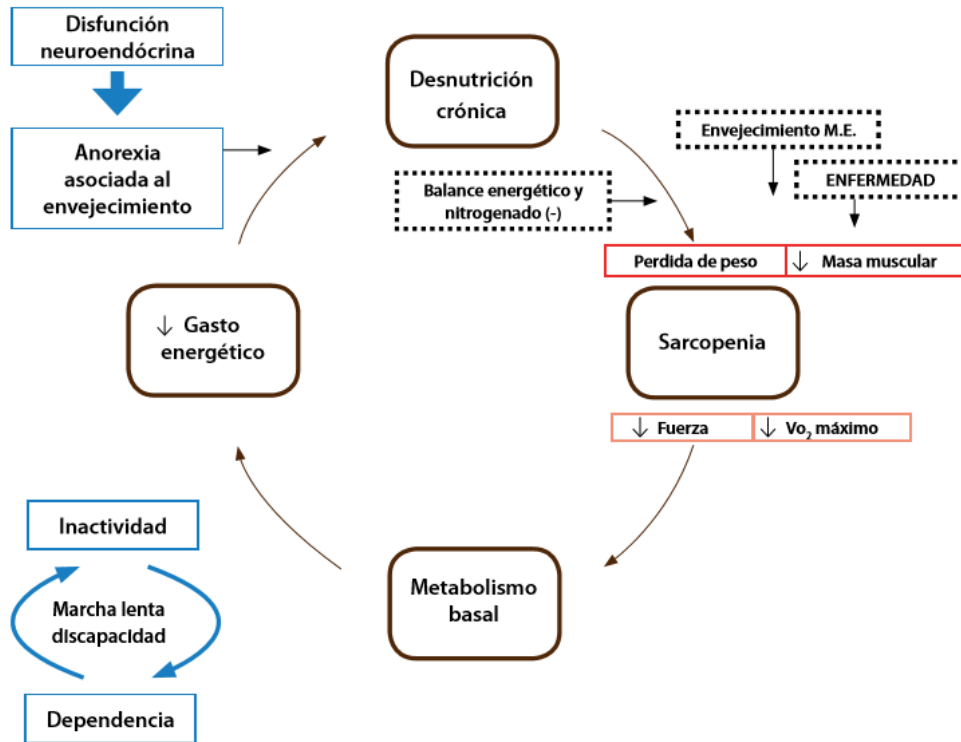 Disfunción
neuroendócrina
Anorexia
asociada al
envejecimiento
Desnutrición
crónica
Envejecimiento M.E.
ENFERMEDAD
Balance energético y
nitrogenado (-)
Perdida de peso
↓ Masa muscular
↓ Gasto
energético
Sarcopenia
↓ Fuerza
↓ Vo₂ máximo
Inactividad
Marcha lenta
discapacidad
Dependencia
Metabolismo
basal